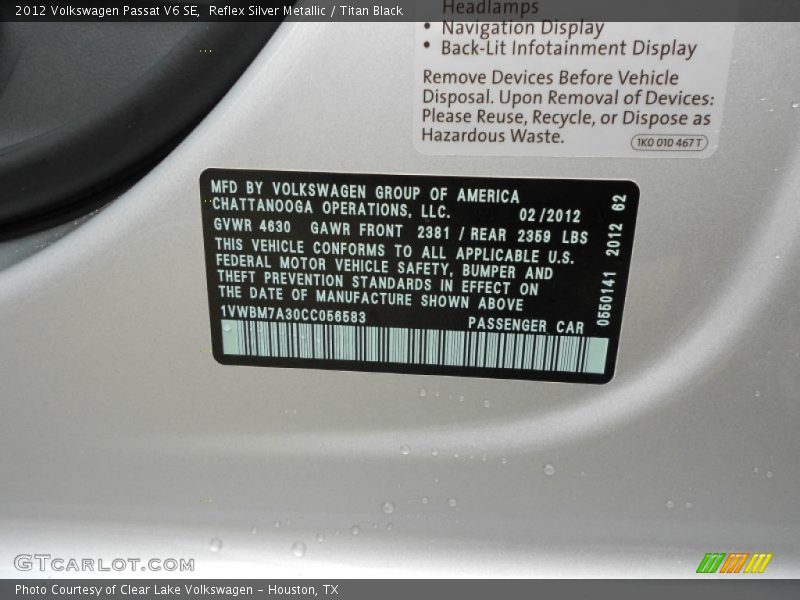 2012 Volkswagen Passat V6 SE, Reflex Silver Metallic / Titan Black
Headlamps
• Navigation Display
• Back-Lit Infotainment Display
Remove Devices Before Vehicle
Disposal. Upon Removal of Devices:
Please Reuse, Recycle, or Dispose as
Hazardous Waste.
1K0 010 467 T
MFD BY VOLKSWAGEN GROUP OF AMERICA
CHATTANOOGA OPERATIONS, LLC. 02/2012
GVWR 4630 GAWR FRONT 2381 / REAR 2359 LBS
THIS VEHICLE CONFORMS TO ALL APPLICABLE U.S.
FEDERAL MOTOR VEHICLE SAFETY, BUMPER AND
THEFT PREVENTION STANDARDS IN EFFECT ON
THE DATE OF MANUFACTURE SHOWN ABOVE
1VWBM7A30CC056583 PASSENGER CAR
0550141 2012 62
GTcarlot.com
Photo Courtesy of Clear Lake Volkswagen – Houston, TX